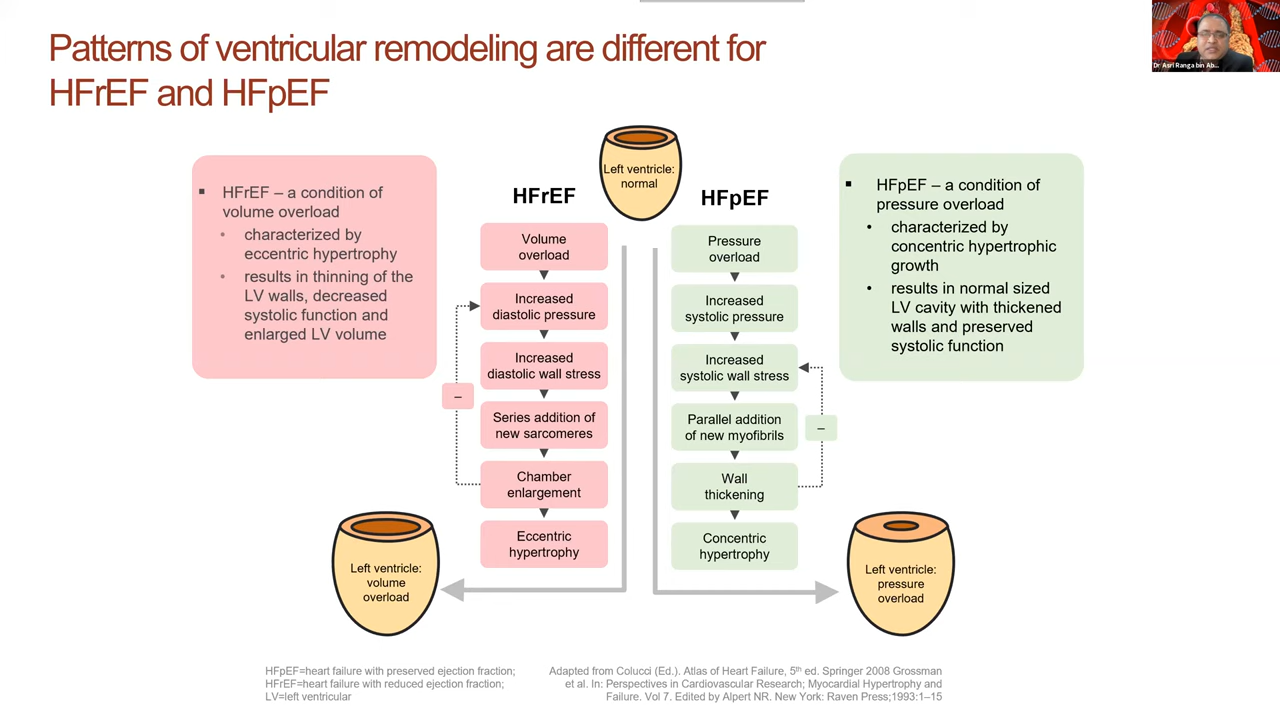 Patterns of ventricular remodeling are different for
HFrEF and HFpEF
Dr Asri Ranga bin Ab...
▪ HFrEF – a condition of
volume overload
• characterized by
eccentric hypertrophy
• results in thinning of the
LV walls, decreased
systolic function and
enlarged LV volume
Left ventricle:
normal
HFrEF
Volume
overload
Increased
diastolic pressure
Increased
diastolic wall stress
Series addition of
new sarcomeres
Chamber
enlargement
Eccentric
hypertrophy
–
HFpEF
Pressure
overload
Increased
systolic pressure
Increased
systolic wall stress
Parallel addition
of new myofibrils
Wall
thickening
Concentric
hypertrophy
–
▪ HFpEF – a condition of
pressure overload
• characterized by
concentric hypertrophic
growth
• results in normal sized
LV cavity with thickened
walls and preserved
systolic function
Left ventricle:
volume
overload
Left ventricle:
pressure
overload
HFpEF=heart failure with preserved ejection fraction;
HFrEF=heart failure with reduced ejection fraction;
LV=left ventricular
Adapted from Colucci (Ed.). Atlas of Heart Failure, 5th ed. Springer 2008 Grossman
et al. In: Perspectives in Cardiovascular Research; Myocardial Hypertrophy and
Failure. Vol 7. Edited by Alpert NR. New York: Raven Press;1993:1–15